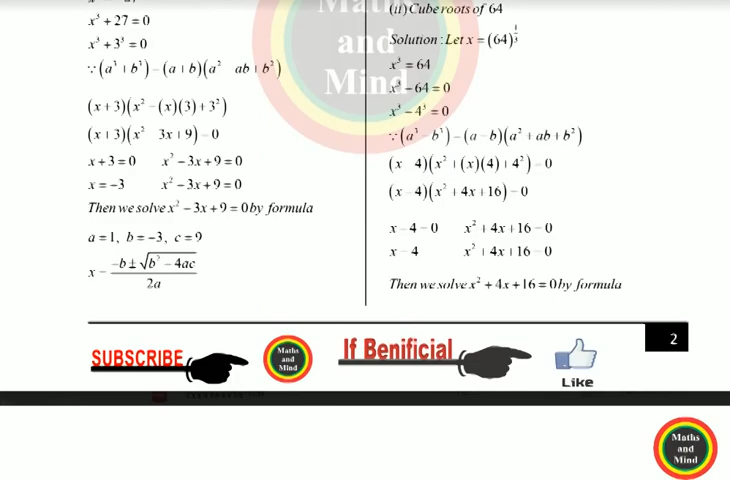 x³ + 27 = 0
x³ + 3³ = 0
∵ (a³ + b³) = (a + b)(a² ab + b²)
(x + 3)(x² − (x)(3) + 3²)
(x + 3)(x² 3x + 9) = 0
x + 3 = 0 x² − 3x + 9 = 0
x = −3 x² − 3x + 9 = 0
Then we solve x² − 3x + 9 = 0 by formula
a = 1, b = −3, c = 9
x = (−b ± √(b² − 4ac)) / 2a
(ii) Cube roots of 64
Solution : Let x = (64)^(1/3)
x³ = 64
x³ − 64 = 0
x³ − 4³ = 0
∵ (a³ − b³) = (a − b)(a² + ab + b²)
(x 4)(x² + (x)(4) + 4²) = 0
(x − 4)(x² + 4x + 16) = 0
x − 4 = 0 x² + 4x + 16 = 0
x = 4 x² + 4x + 16 = 0
Then we solve x² + 4x + 16 = 0 by formula
Maths
and
Mind
2
SUBSCRIBE
Maths
and
Mind
If Benificial
Like
Maths
and
Mind